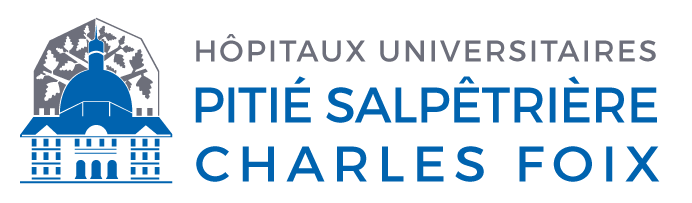 HÔPITAUX UNIVERSITAIRES
PITIÉ SALPÊTRIÈRE
CHARLES FOIX